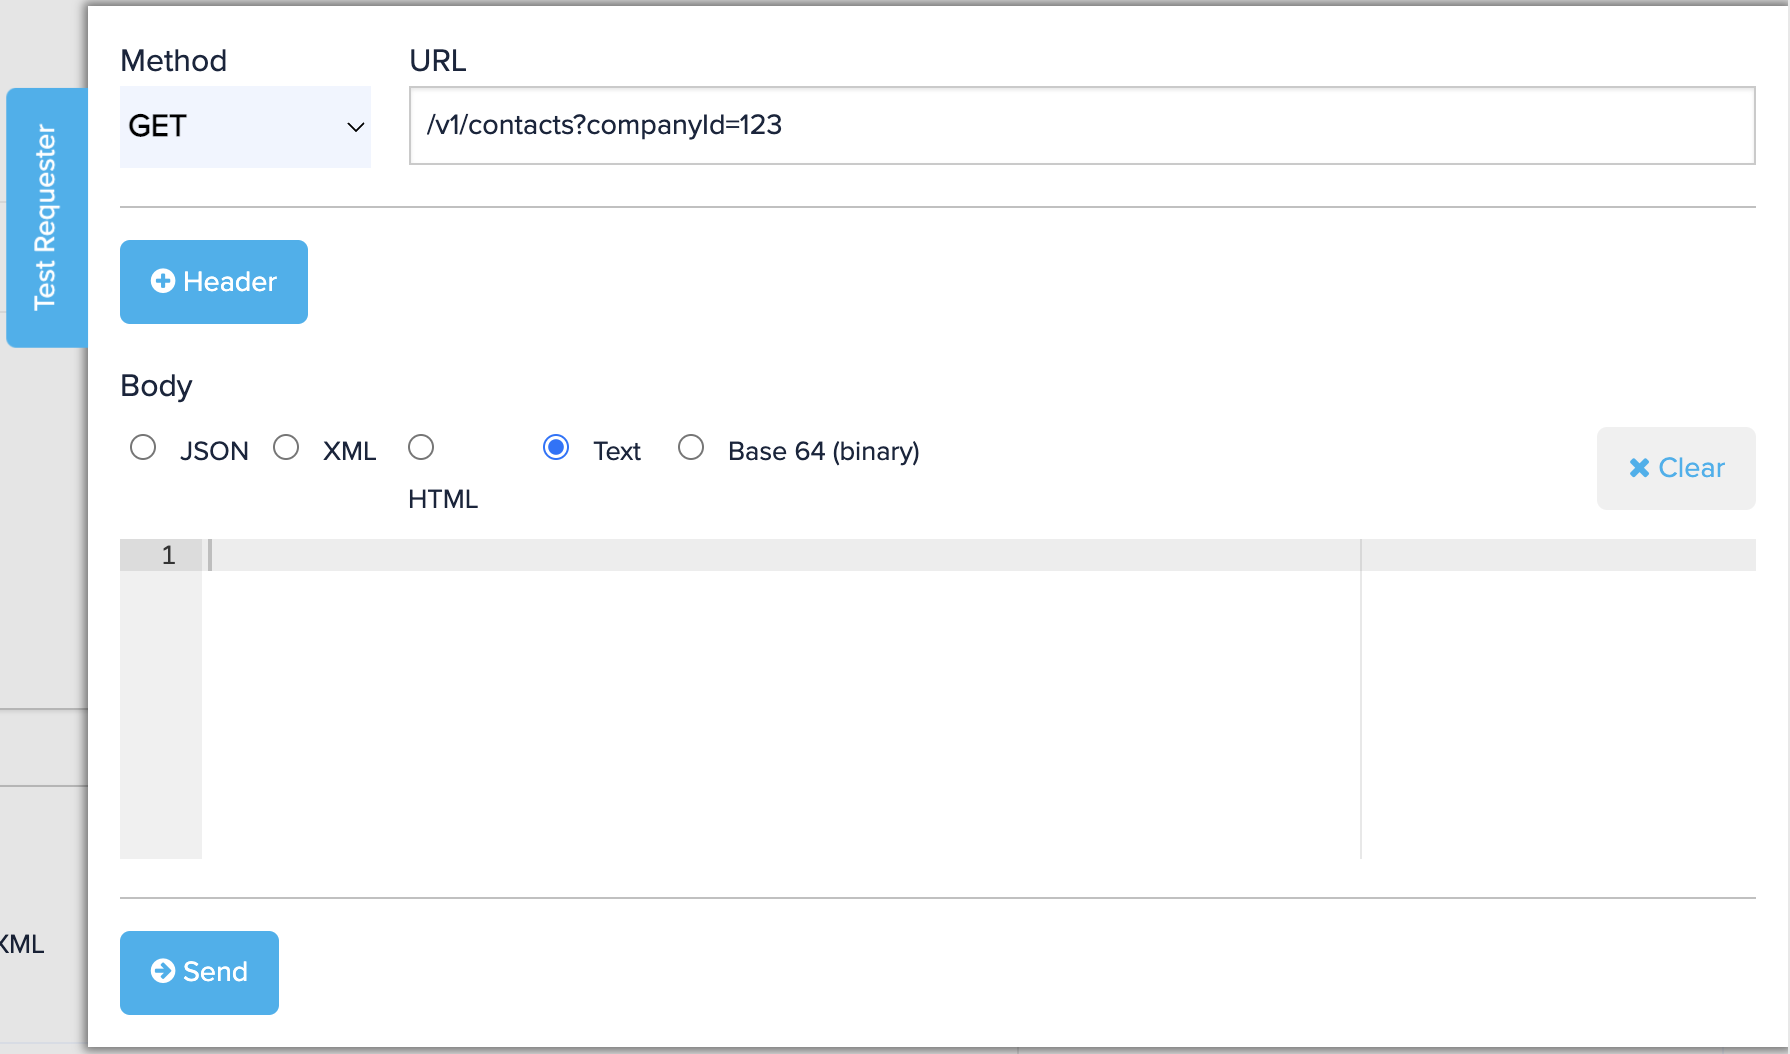 Method
URL
GET
/v1/contacts?companyId=123
Test Requester
Header
Body
JSON
XML
HTML
Text
Base 64 (binary)
Clear
1
XML
Send